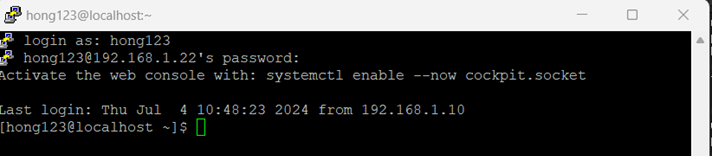 hong123@localhost:~
login as: hong123
hong123@192.168.1.22's password:
Activate the web console with: systemctl enable --now cockpit.socket
Last login: Thu Jul  4 10:48:23 2024 from 192.168.1.10
[hong123@localhost ~]$